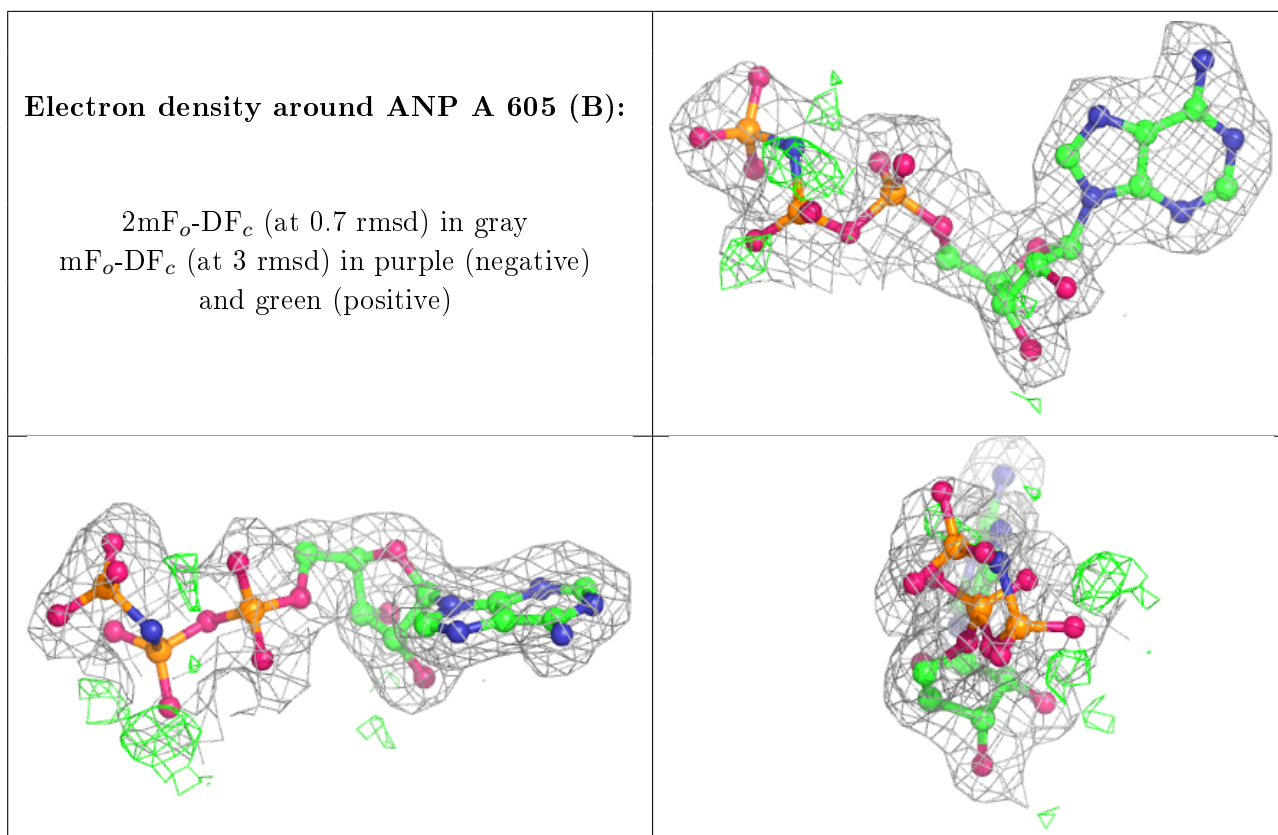 Electron density around ANP A 605 (B):
2mFo-DFc (at 0.7 rmsd) in gray
mFo-DFc (at 3 rmsd) in purple (negative)
and green (positive)